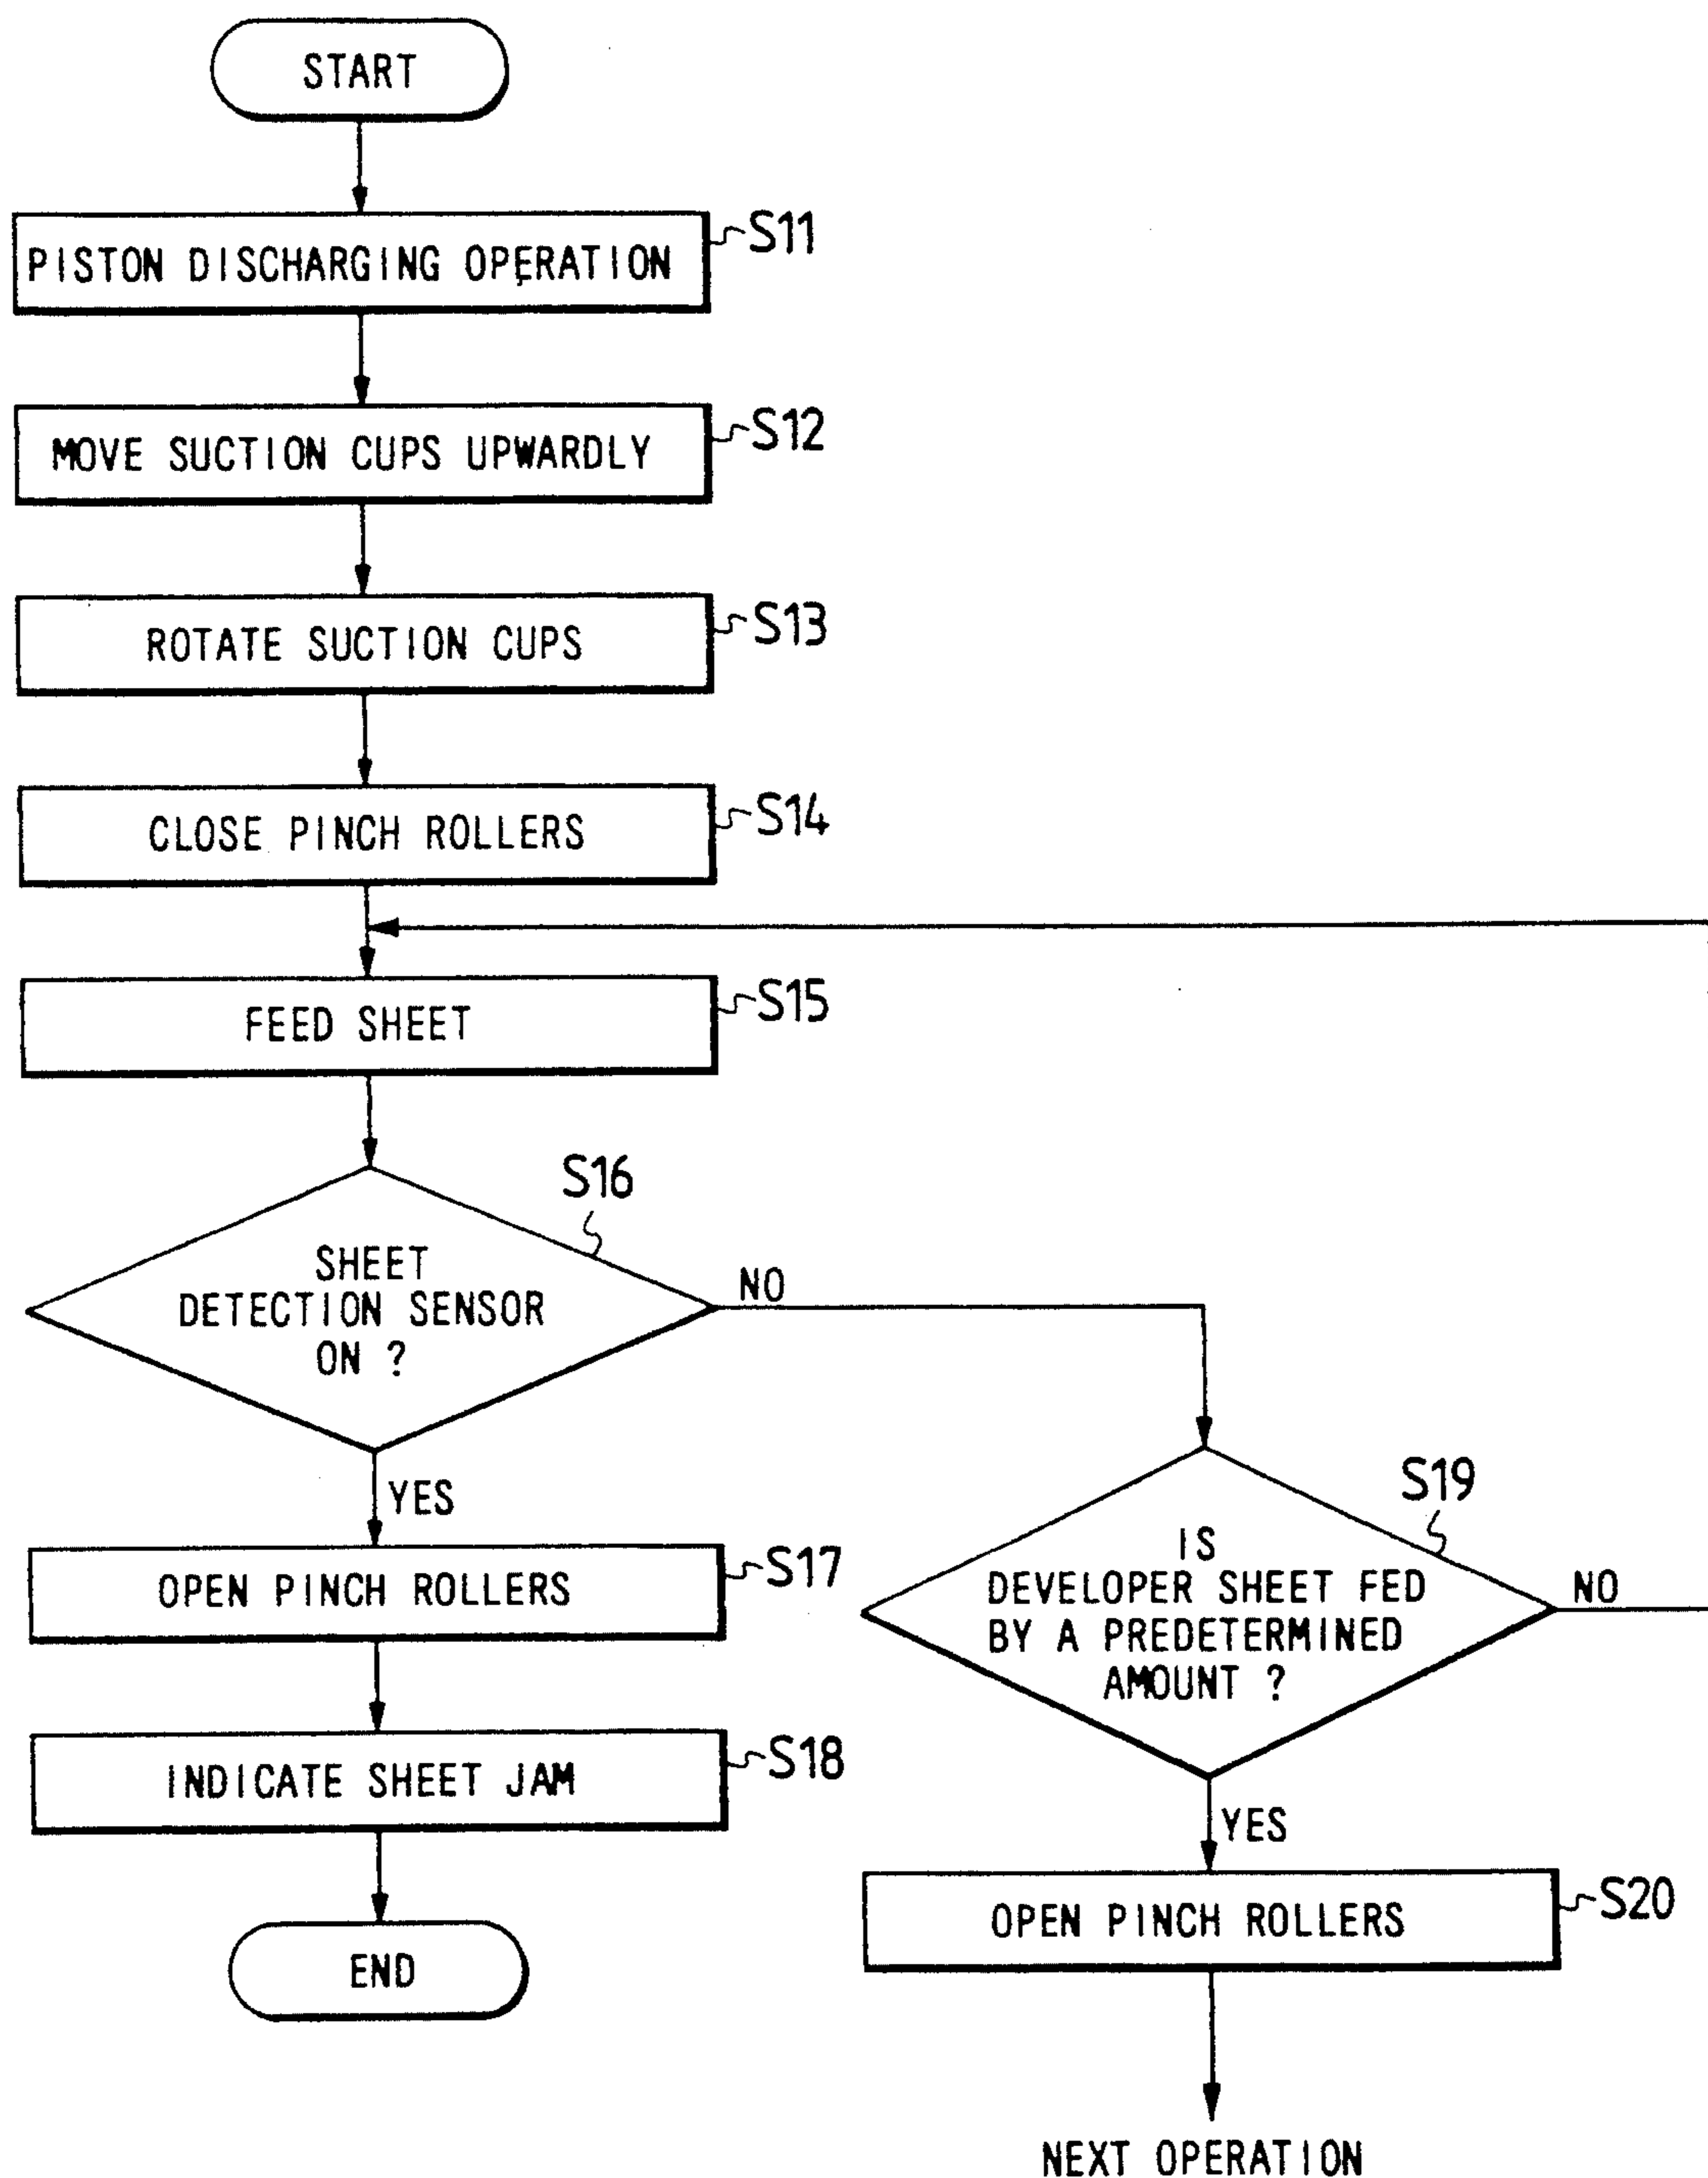 START
PISTON DISCHARGING OPERATION
S11
MOVE SUCTION CUPS UPWARDLY
S12
ROTATE SUCTION CUPS
S13
CLOSE PINCH ROLLERS
S14
FEED SHEET
S15
S16
SHEET
DETECTION SENSOR
ON ?
NO
YES
OPEN PINCH ROLLERS
S17
INDICATE SHEET JAM
S18
END
S19
IS
DEVELOPER SHEET FED
BY A PREDETERMINED
AMOUNT ?
NO
YES
OPEN PINCH ROLLERS
S20
NEXT OPERATION